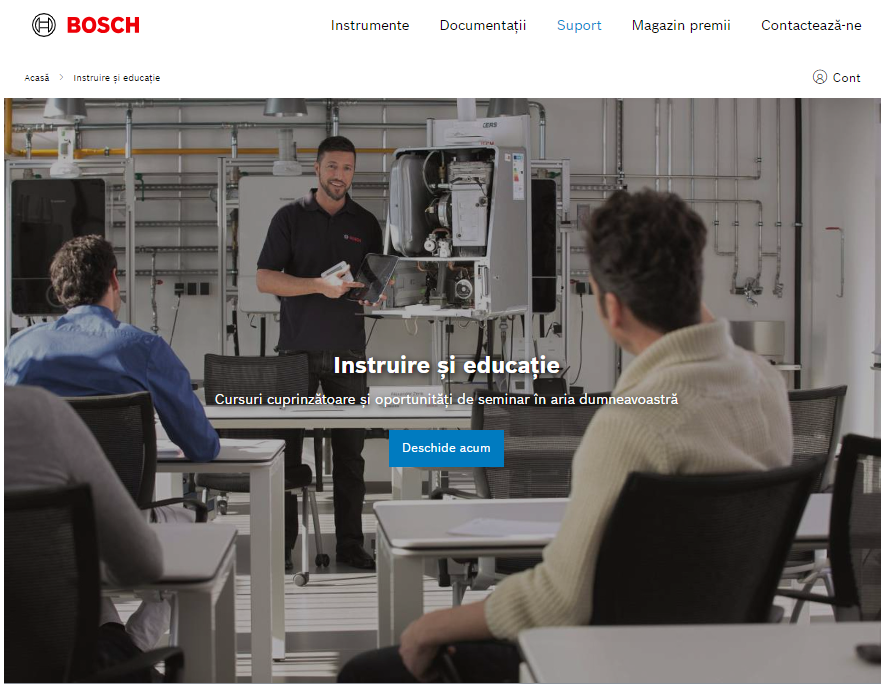 BOSCH
Instrumente
Documentații
Suport
Magazin premii
Contactează-ne
Acasă
Instruire și educație
Cont
Instruire și educație
Cursuri cuprinzătoare și oportunități de seminar în aria dumneavoastră
Deschide acum